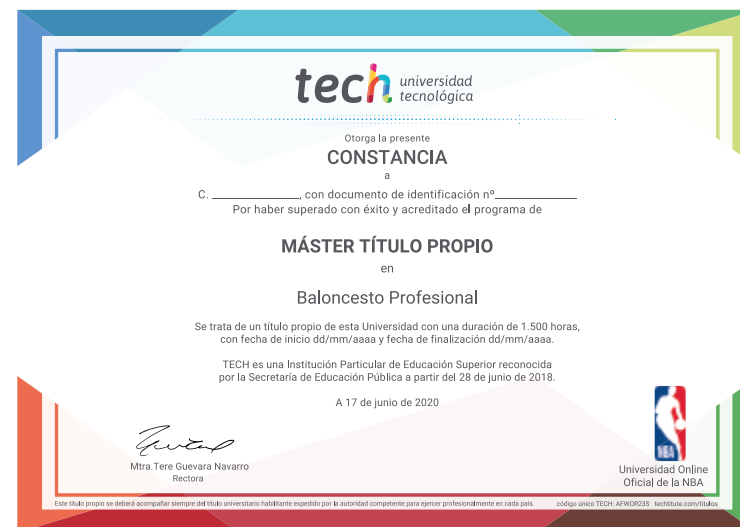 tech universidad
tecnológica
Otorga la presente
CONSTANCIA
a
C. ________________, con documento de identificación nº______________
Por haber superado con éxito y acreditado el programa de
MÁSTER TÍTULO PROPIO
en
Baloncesto Profesional
Se trata de un título propio de esta Universidad con una duración de 1.500 horas,
con fecha de inicio dd/mm/aaaa y fecha de finalización dd/mm/aaaa.
TECH es una Institución Particular de Educación Superior reconocida
por la Secretaría de Educación Pública a partir del 28 de junio de 2018.
A 17 de junio de 2020
Mtra.Tere Guevara Navarro
Rectora
NBA
Universidad Online
Oficial de la NBA
Este título propio se deberá acompañar siempre del título universitario habilitante expedido por la autoridad competente para ejercer profesionalmente en cada país. código único TECH: AFWOR23S techtitute.com/titulos